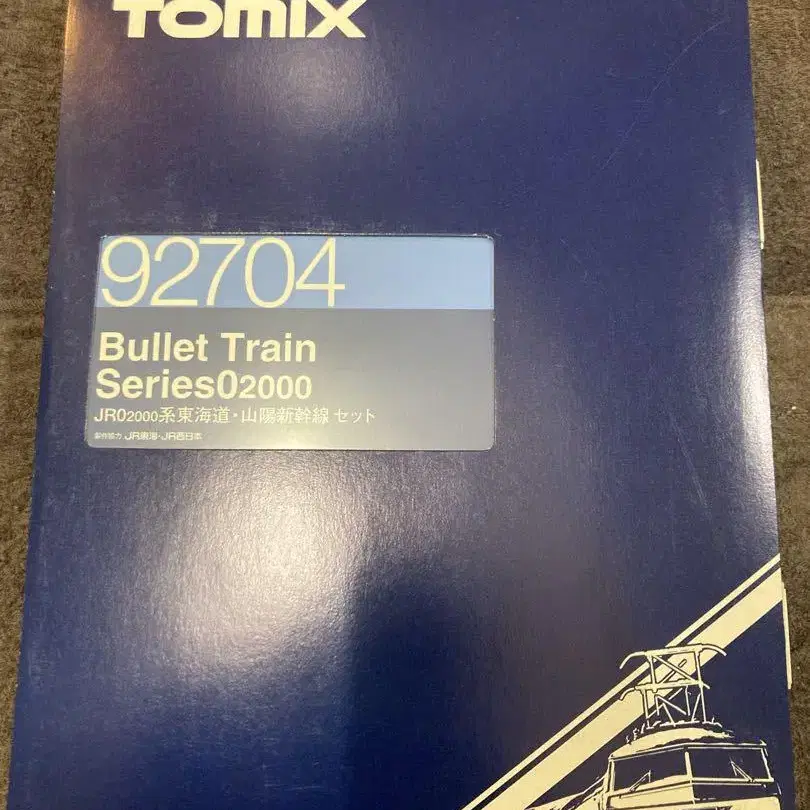 TOMIX
92704
Bullet Train
Series02000
JR02000系東海道・山陽新幹線 セット
製作協力 JR東海・JR西日本